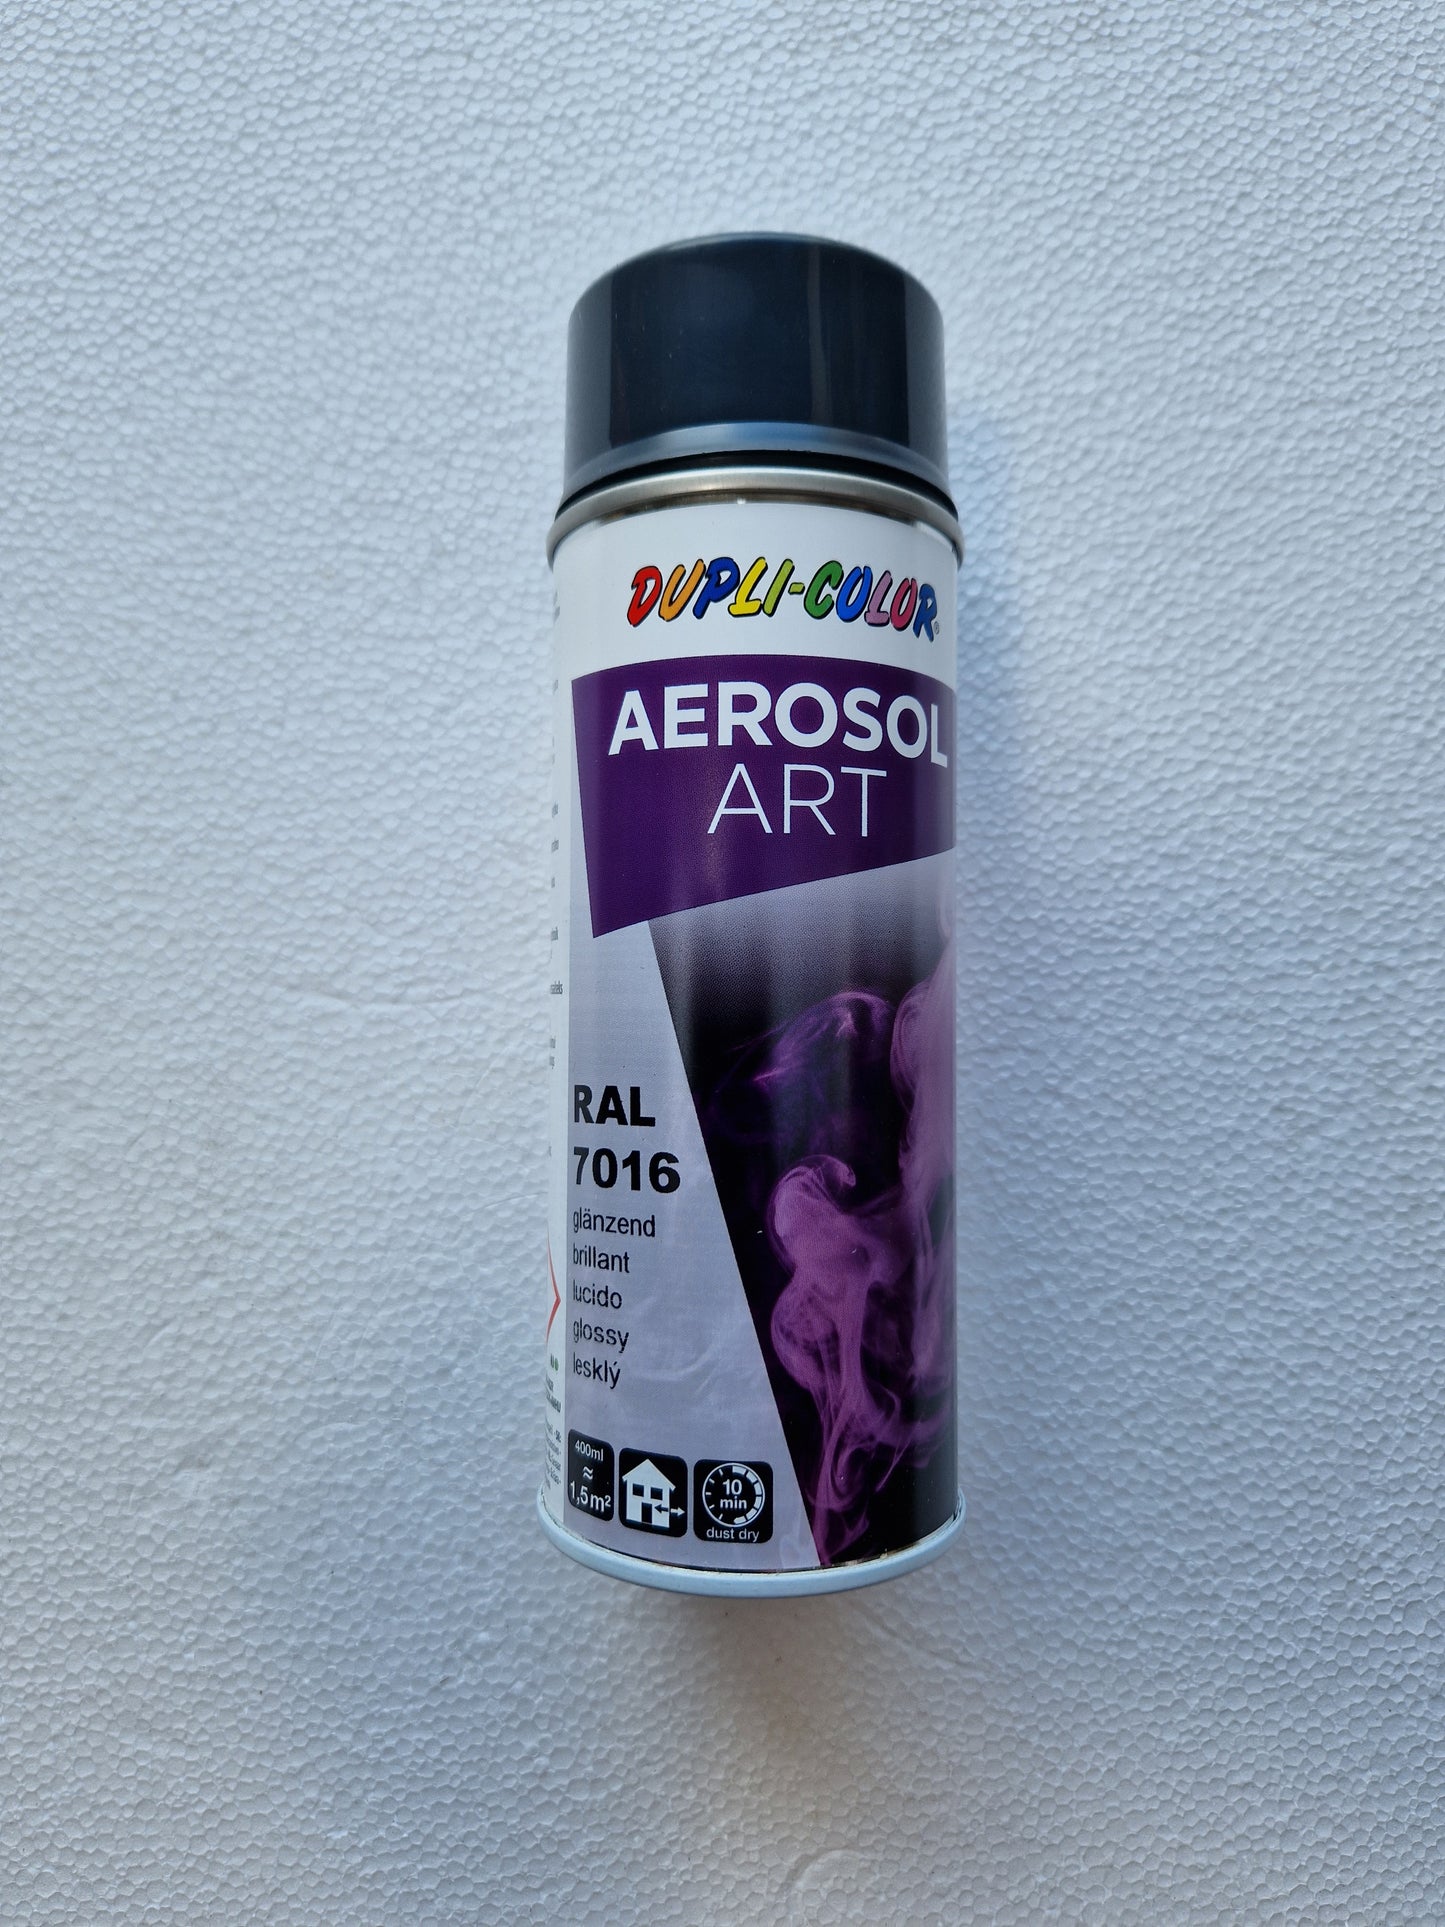 DUPLI-COLOR®
AEROSOL
ART
RAL
7016
glänzend
brillant
lucido
glossy
lesklý
400ml
≈
1,5m²
10
min
dust dry